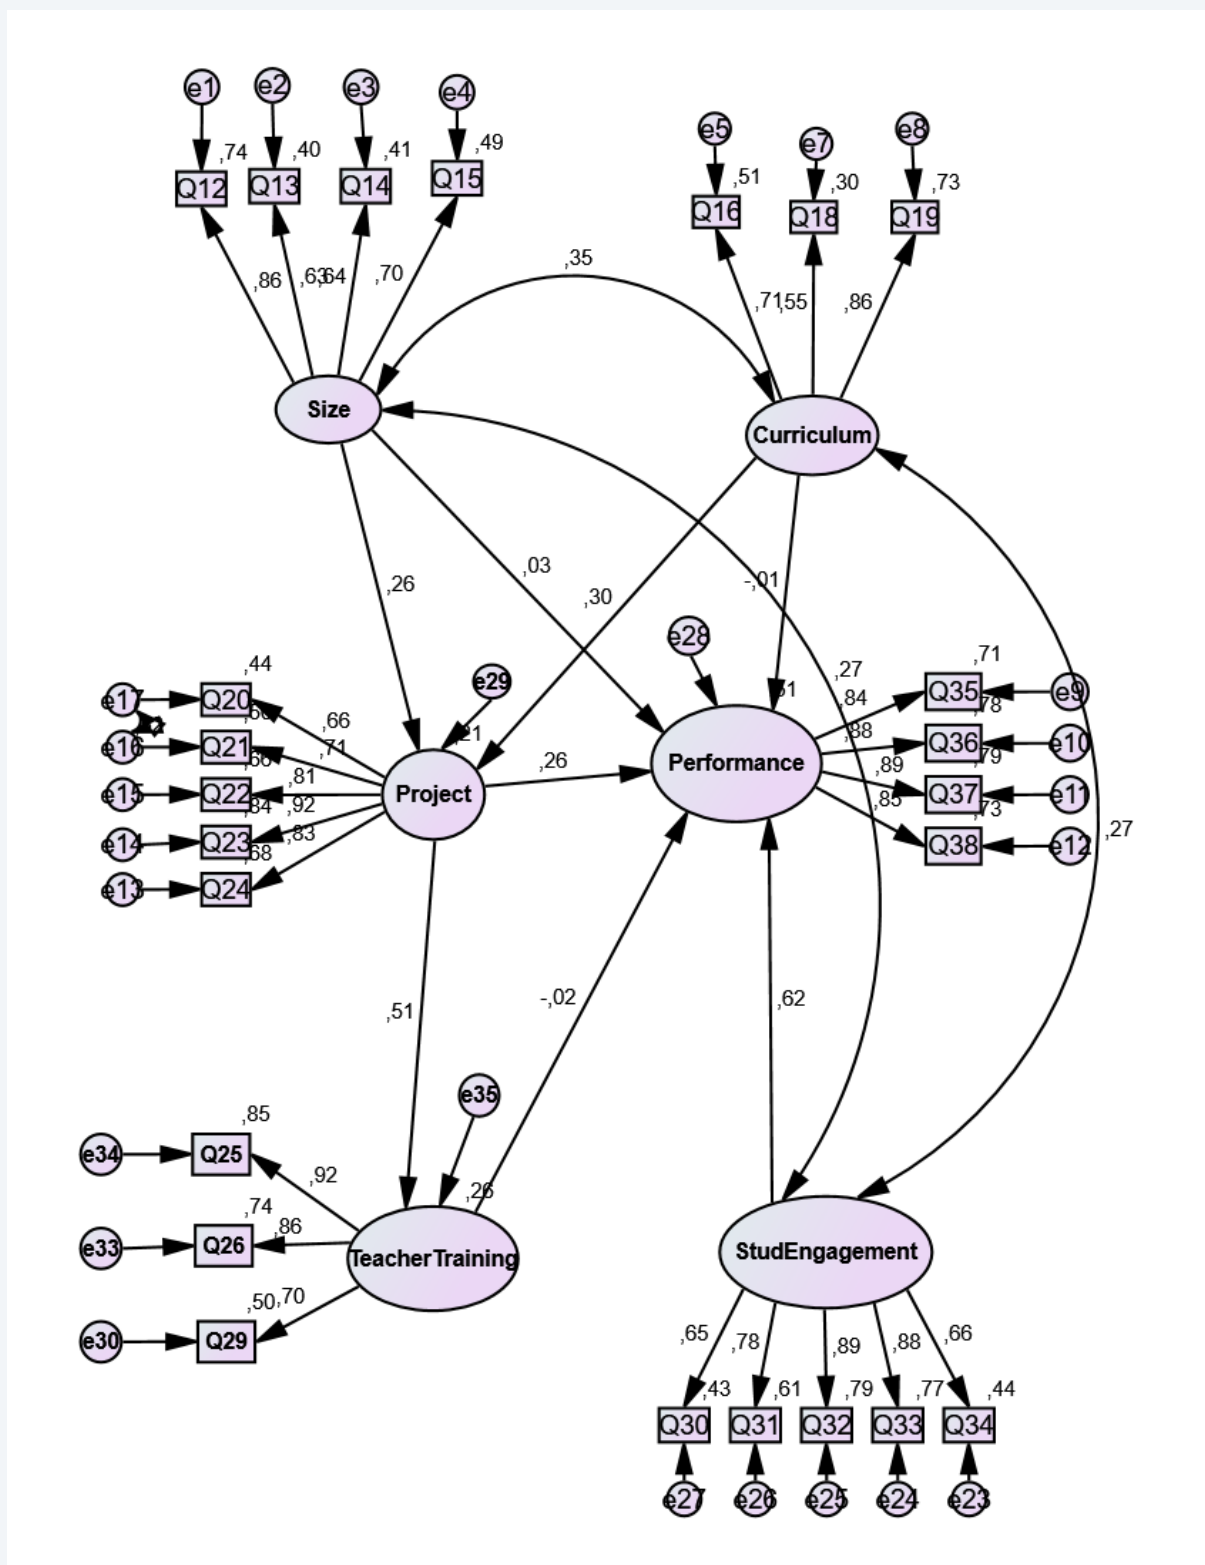 e1 e2 e3 e4
,74 ,40 ,41 ,49
Q12 Q13 Q14 Q15
e5 e7 e8
,51 ,30 ,73
Q16 Q18 Q19
,86 ,63 ,64 ,70
,35
,71 ,55 ,86
Size
Curriculum
,26
,03
,30
-,01
e28
e29
,44
e17 Q20
,66
e16 Q21
,71
,66
e15 Q22
,81
,84
e14 Q23
,92
,68
e13 Q24
,83
Project
,21
,26
Performance
,27
,71
,84
Q35 e9
,78
,88
Q36 e10
,79
,89
Q37 e11
,73
,85
Q38 e12
,27
,51
-,02
,62
e35
,85
e34 Q25
,92
,26
,74
e33 Q26
,86
TeacherTraining
,50 ,70
e30 Q29
StudEngagement
,65 ,78 ,89 ,88 ,66
,43 ,61 ,79 ,77 ,44
Q30 Q31 Q32 Q33 Q34
e27 e26 e25 e24 e23